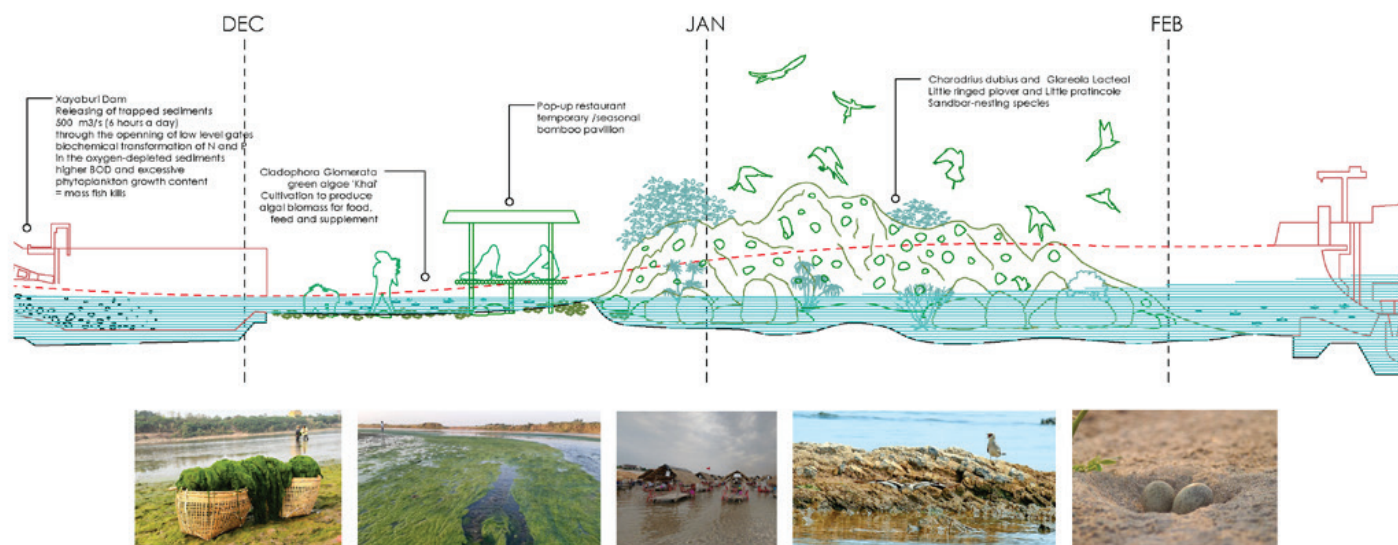 DEC
JAN
FEB
Xayaburi Dam
Releasing of trapped sediments
500 m3/s (6 hours a day)
through the openning of low level gates
biochemical transformation of N and P
in the oxygen-depleted sediments
higher BOD and excessive
phytoplankton growth content
= mass fish kills
Cladophora Glomerata
green algae 'Khai'
Cultivation to produce
algal biomass for food,
feed and supplement
Pop-up restaurant
temporary /seasonal
bamboo pavillion
Charadrius dubius and Glareola Lacteal
Little ringed plover and Little pratincole
Sandbar-nesting species